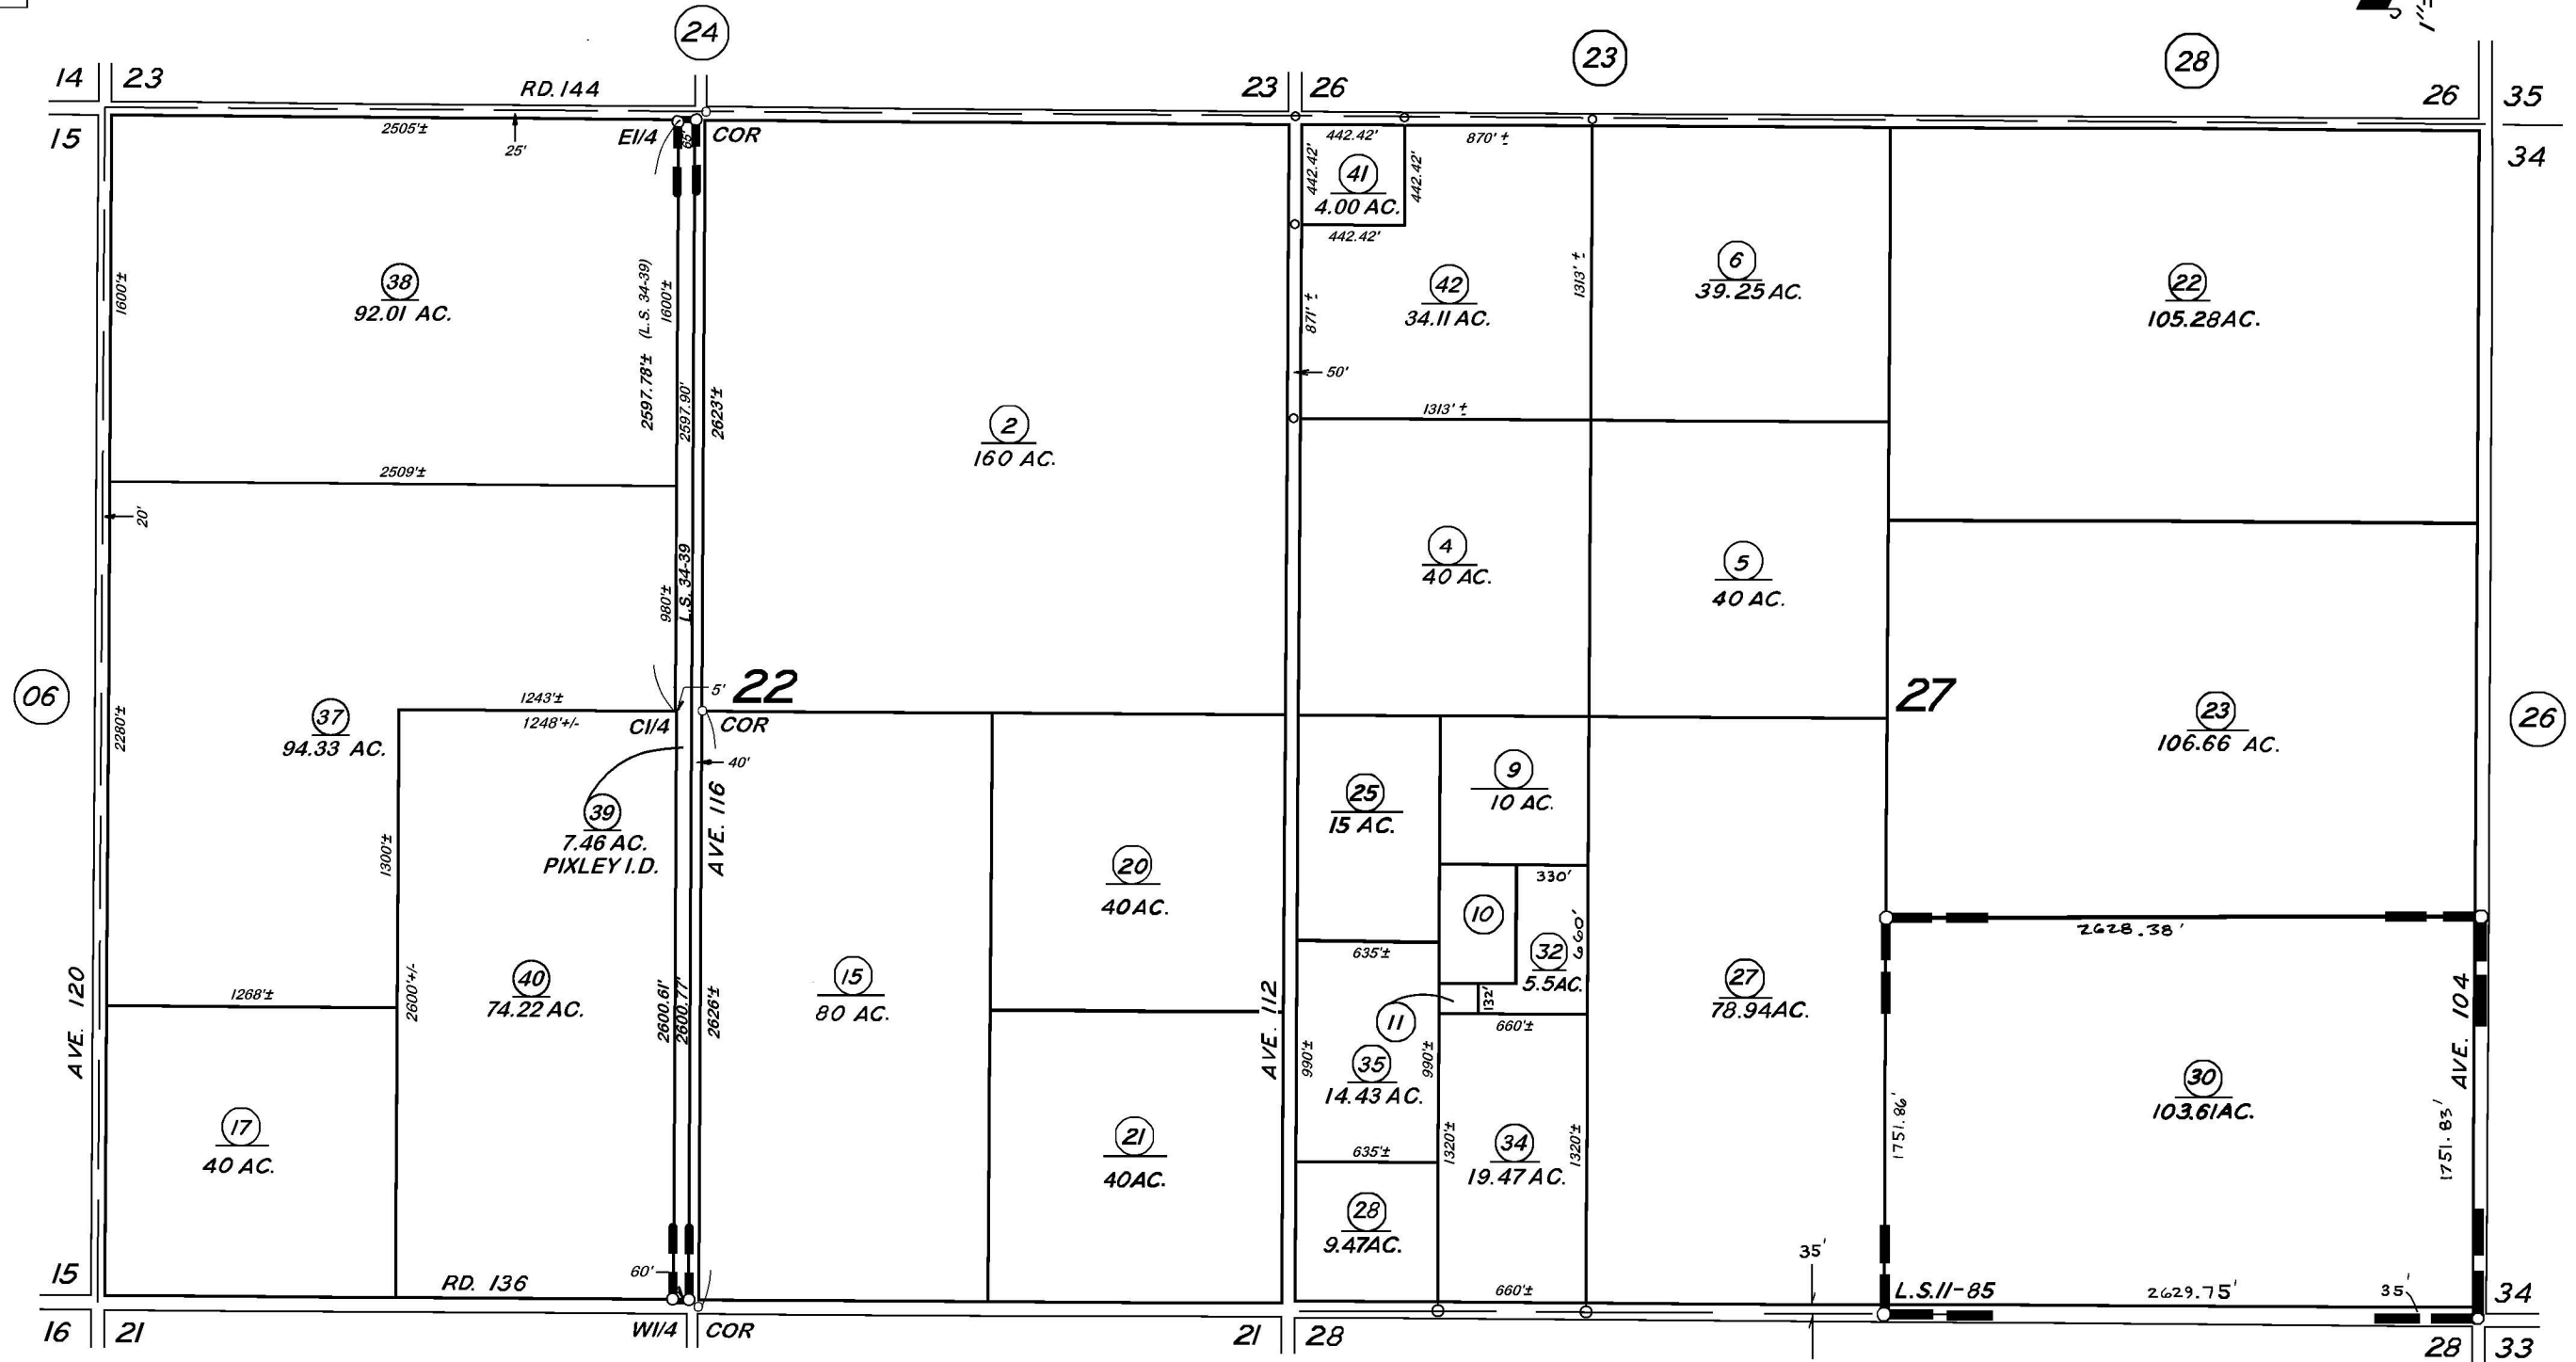 24
23
28
1"=
14
23
RD. 144
23
26
26
35
15
2505'±
25'
E1/4
65'
COR
442.42'
870' ±
34
442.42'
41
4.00 AC.
442.42'
442.42'
38
92.01 AC.
1600'±
2597.78'± (L.S. 34-39)
1600'±
2597.90'
2623'±
2
160 AC.
871' ±
42
34.11 AC.
1313' ±
6
39.25 AC.
22
105.28 AC.
50'
1313' ±
2509'±
20'
980'±
L.S. 34-39
4
40 AC.
5
40 AC.
06
2280'±
37
94.33 AC.
1243'±
1248'+/-
C1/4
5'
22
COR
40'
27
23
106.66 AC.
26
1300'±
39
7.46 AC.
PIXLEY I.D.
AVE. 116
20
40 AC.
25
15 AC.
9
10 AC.
330'
10
32
5.5 AC.
660'
2628.38'
AVE. 120
1268'±
2600'+/-
40
74.22 AC.
2600.61'
2600.77'
2626'±
15
80 AC.
AVE. 112
635'±
132'
11
660'±
27
78.94 AC.
AVE. 104
990'±
35
14.43 AC.
990'±
30
103.61 AC.
17
40 AC.
21
40 AC.
635'±
1320'±
34
19.47 AC.
1320'±
1751.86'
1751.83'
28
9.47 AC.
15
RD. 136
60'
660'±
35'
L.S. 11-85
2629.75'
35'
34
16
21
W1/4
COR
21
28
28
33